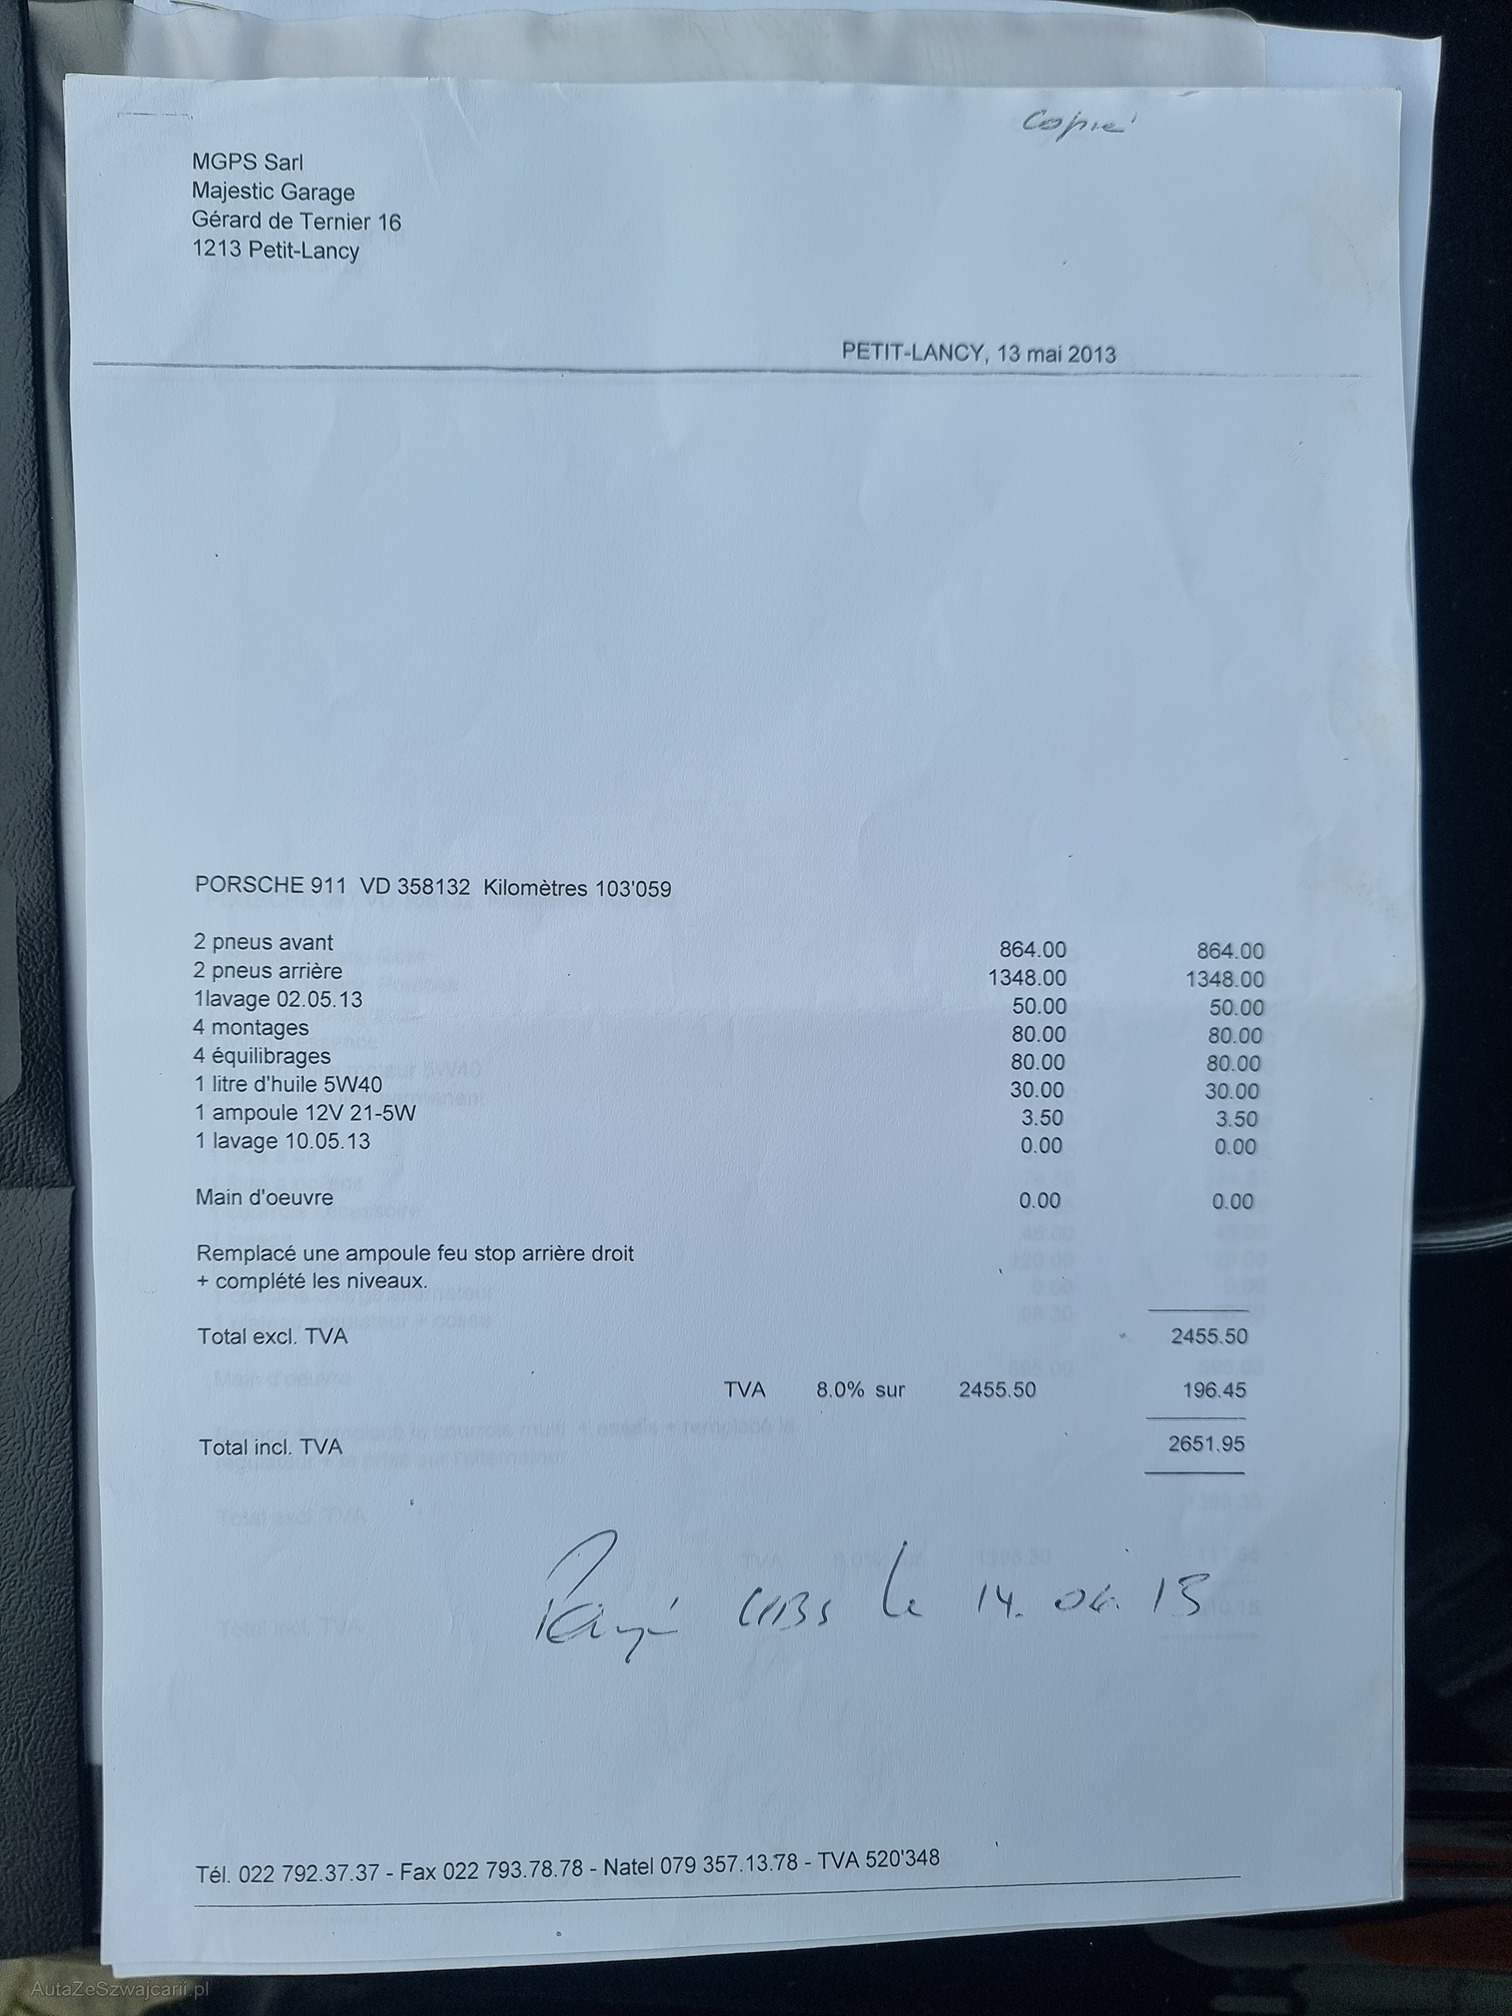 copié
MGPS Sarl
Majestic Garage
Gérard de Ternier 16
1213 Petit-Lancy
PETIT-LANCY, 13 mai 2013
PORSCHE 911 VD 358132 Kilomètres 103'059
2 pneus avant 864.00 864.00
2 pneus arrière 1348.00 1348.00
1lavage 02.05.13 50.00 50.00
4 montages 80.00 80.00
4 équilibrages 80.00 80.00
1 litre d'huile 5W40 30.00 30.00
1 ampoule 12V 21-5W 3.50 3.50
1 lavage 10.05.13 0.00 0.00
Main d'oeuvre 0.00 0.00
Remplacé une ampoule feu stop arrière droit
+ complété les niveaux.
Total excl. TVA 2455.50
TVA 8.0% sur 2455.50 196.45
Total incl. TVA 2651.95
Payé UBS le 14. 06. 13
Tél. 022 792.37.37 - Fax 022 793.78.78 - Natel 079 357.13.78 - TVA 520'348
AutaZeSzwajcarii.pl